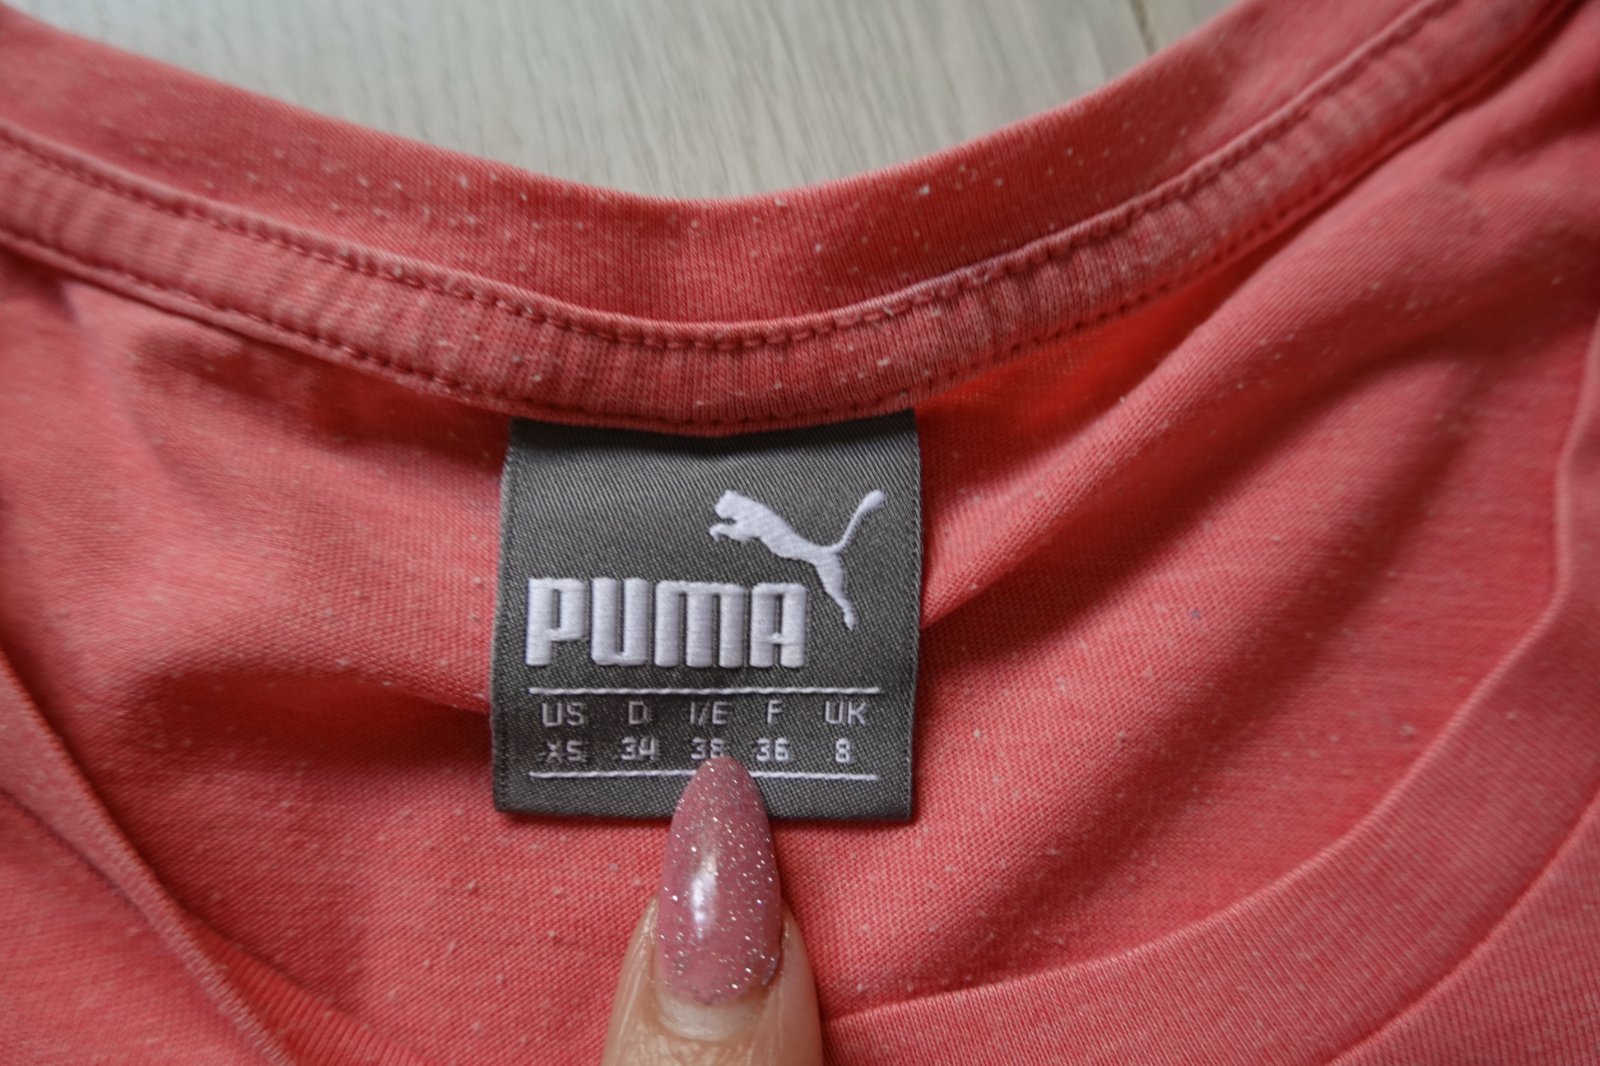 PUMA
US D I/E F UK
XS 34 38 36 8